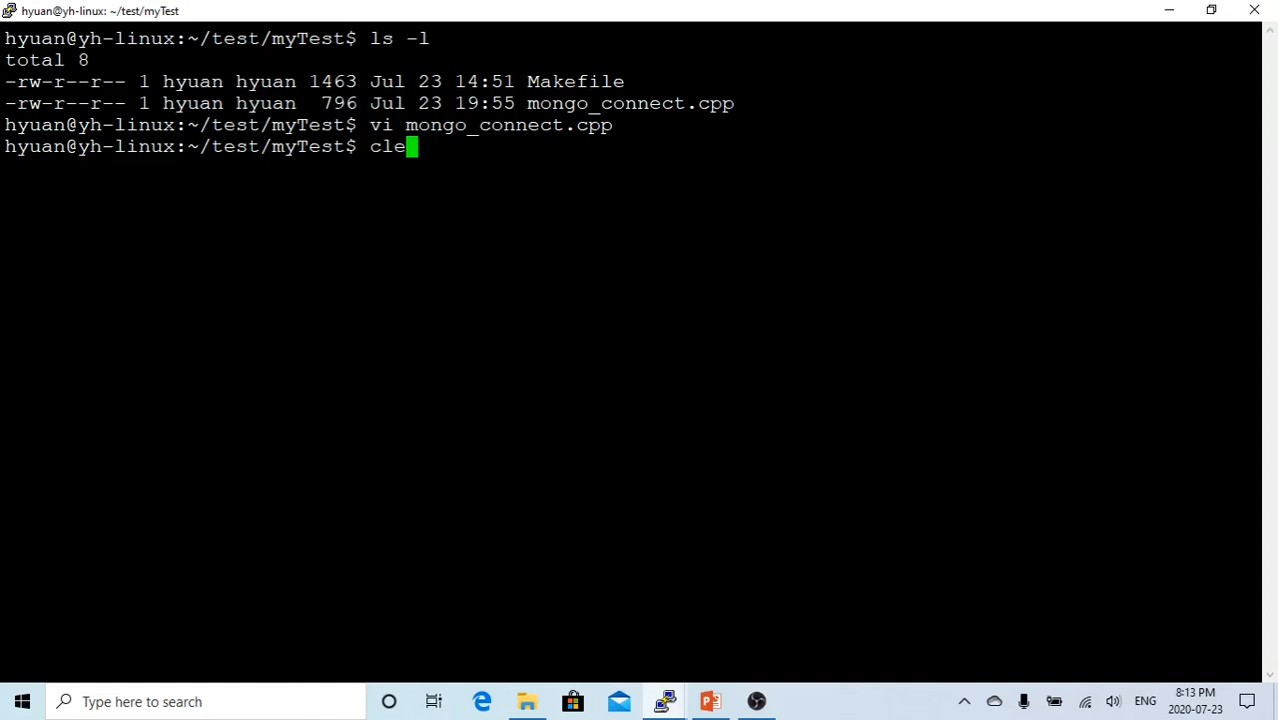 hyuan@yh-linux: ~/test/myTest
hyuan@yh-linux:~/test/myTest$ ls -l
total 8
-rw-r--r-- 1 hyuan hyuan 1463 Jul 23 14:51 Makefile
-rw-r--r-- 1 hyuan hyuan  796 Jul 23 19:55 mongo_connect.cpp
hyuan@yh-linux:~/test/myTest$ vi mongo_connect.cpp
hyuan@yh-linux:~/test/myTest$ cle
Type here to search
ENG
8:13 PM
2020-07-23